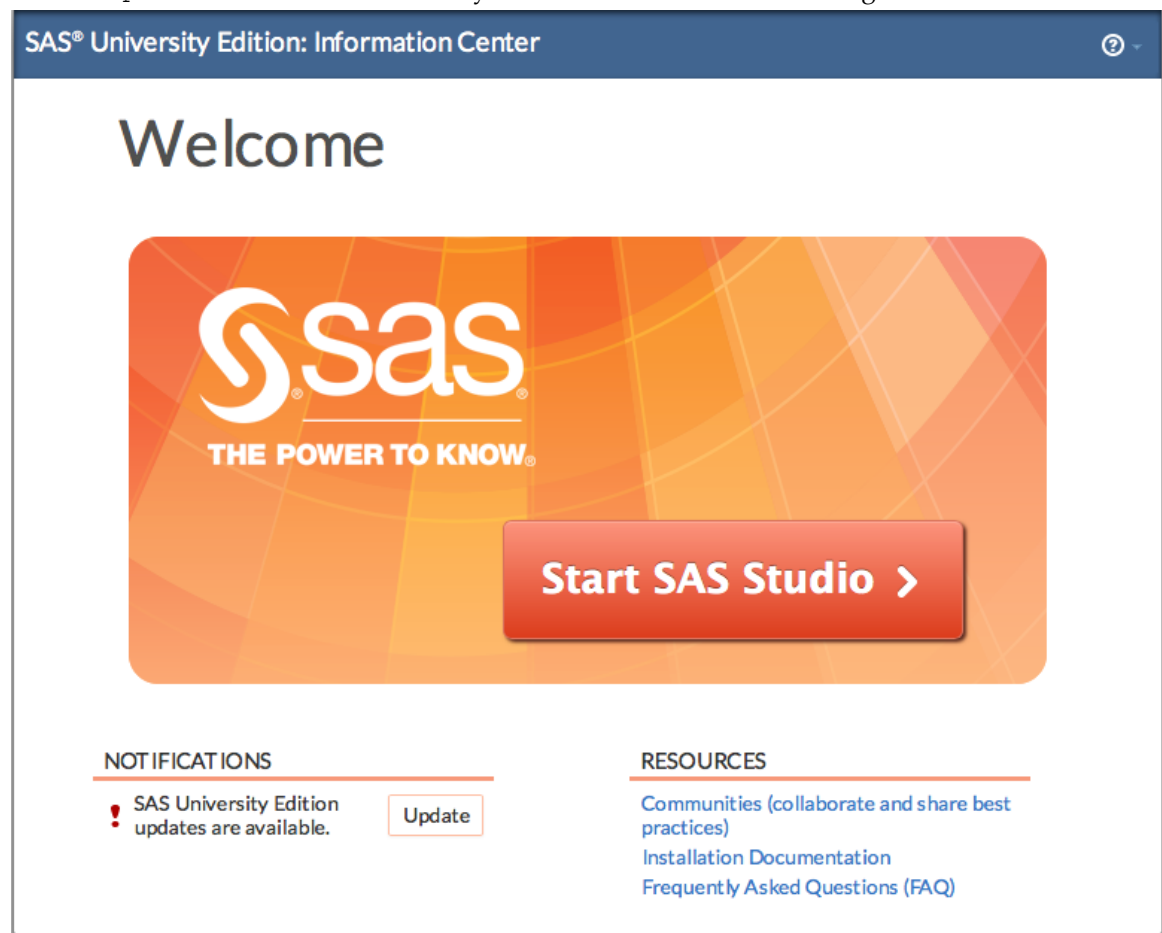 SAS® University Edition: Information Center
Welcome
sas®
THE POWER TO KNOW®
Start SAS Studio
NOTIFICATIONS
SAS University Edition
updates are available.
Update
RESOURCES
Communities (collaborate and share best
practices)
Installation Documentation
Frequently Asked Questions (FAQ)